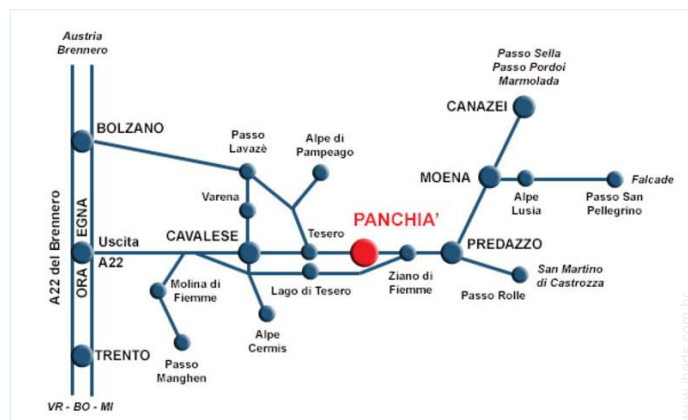 Austria
Brennero
Passo Sella
Passo Pordoi
Marmolada
CANAZEI
BOLZANO
Passo
Lavazè
Alpe di
Pampeago
MOENA
Alpe
Lusia
Passo San
Pellegrino
Falcade
Varena
PANCHIA'
A22 del Brennero
ORA EGNA
Uscita
A22
CAVALESE
Tesero
PREDAZZO
Molina di
Fiemme
Lago di Tesero
Ziano di
Fiemme
Passo Rolle
San Martino
di Castrozza
Alpe
Cermis
TRENTO
Passo
Manghen
VR - BO - MI